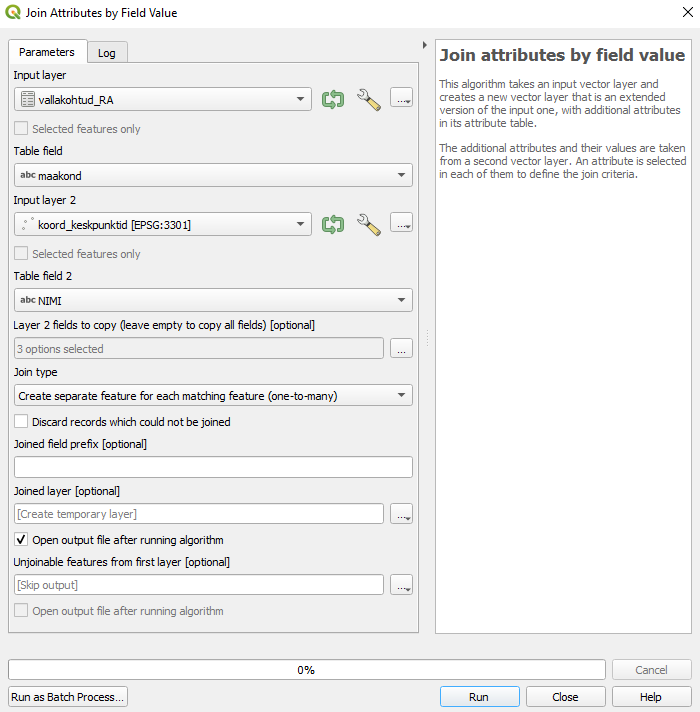 Join Attributes by Field Value
Parameters
Log
Input layer
vallakohtud_RA
...
Selected features only
Table field
abc maakond
Input layer 2
koord_keskpunktid [EPSG:3301]
...
Selected features only
Table field 2
abc NIMI
Layer 2 fields to copy (leave empty to copy all fields) [optional]
3 options selected
...
Join type
Create separate feature for each matching feature (one-to-many)
Discard records which could not be joined
Joined field prefix [optional]
Joined layer [optional]
[Create temporary layer]
...
Open output file after running algorithm
Unjoinable features from first layer [optional]
[Skip output]
...
Open output file after running algorithm
Join attributes by field value
This algorithm takes an input vector layer and
creates a new vector layer that is an extended
version of the input one, with additional attributes
in its attribute table.
The additional attributes and their values are taken
from a second vector layer. An attribute is selected
in each of them to define the join criteria.
0%
Cancel
Run as Batch Process...
Run
Close
Help